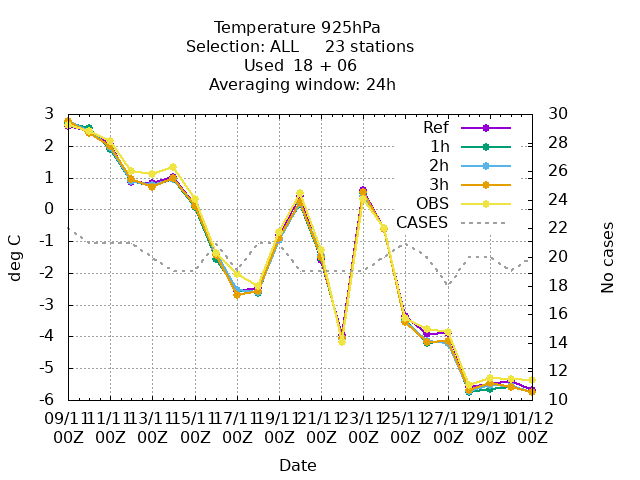 Temperature 925hPa
Selection: ALL 23 stations
Used 18 + 06
Averaging window: 24h
3 30
2 28
1 26
0 24
-1 22
-2 20
-3 18
-4 16
-5 14
-6 12
10
Ref
1h
2h
3h
OBS
CASES
deg C
No cases
09/11 11/11 13/11 15/11 17/11 19/11 21/11 23/11 25/11 27/11 29/11 01/12
00Z 00Z 00Z 00Z 00Z 00Z 00Z 00Z 00Z 00Z 00Z 00Z
Date